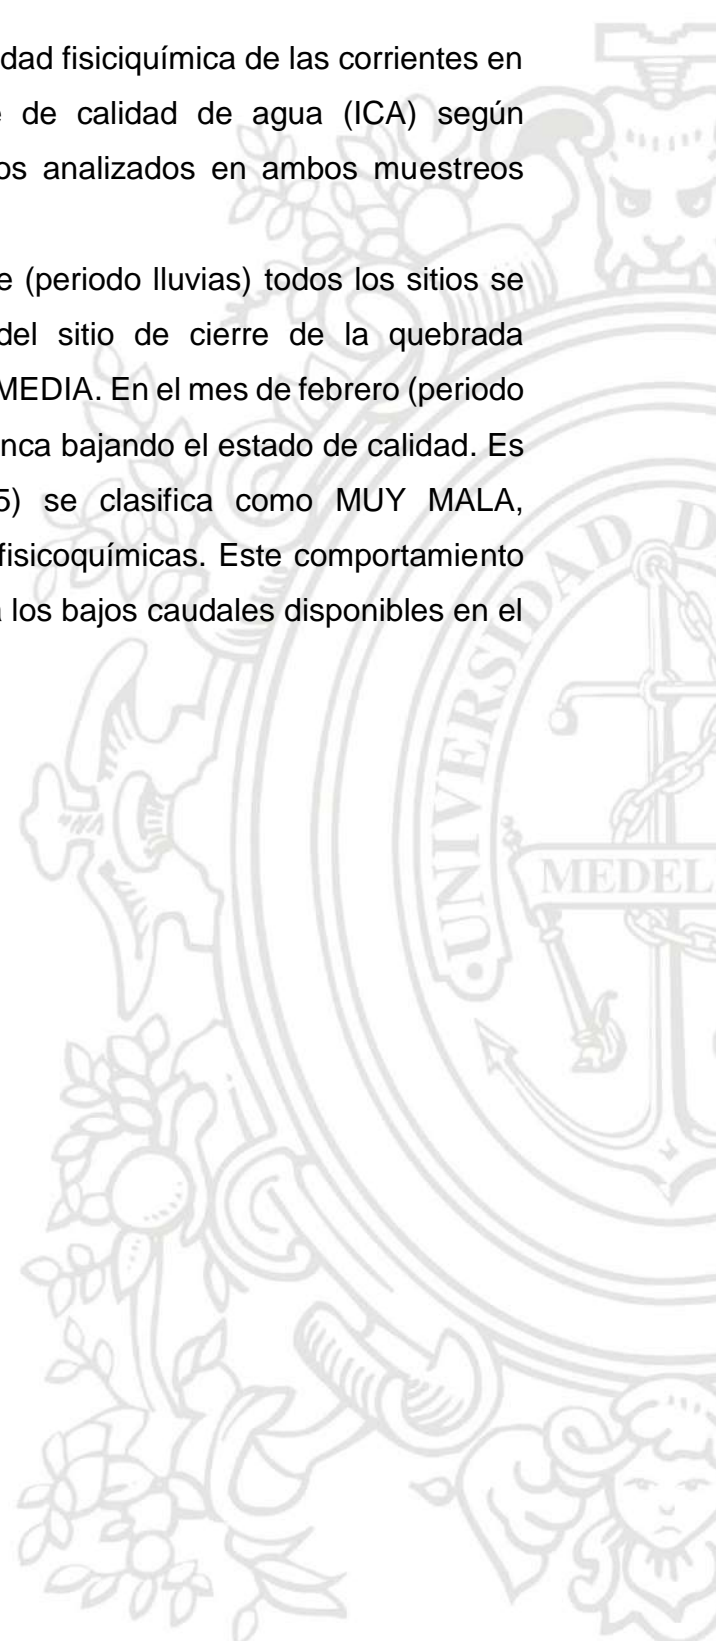 dad fisiciquímica de las corrientes en
de calidad de agua (ICA) según
os analizados en ambos muestreos
e (periodo lluvias) todos los sitios se
del sitio de cierre de la quebrada
MEDIA. En el mes de febrero (periodo
nca bajando el estado de calidad. Es
5) se clasifica como MUY MALA,
fisicoquímicas. Este comportamiento
a los bajos caudales disponibles en el
UNIVERSIDAD D
MEDEL